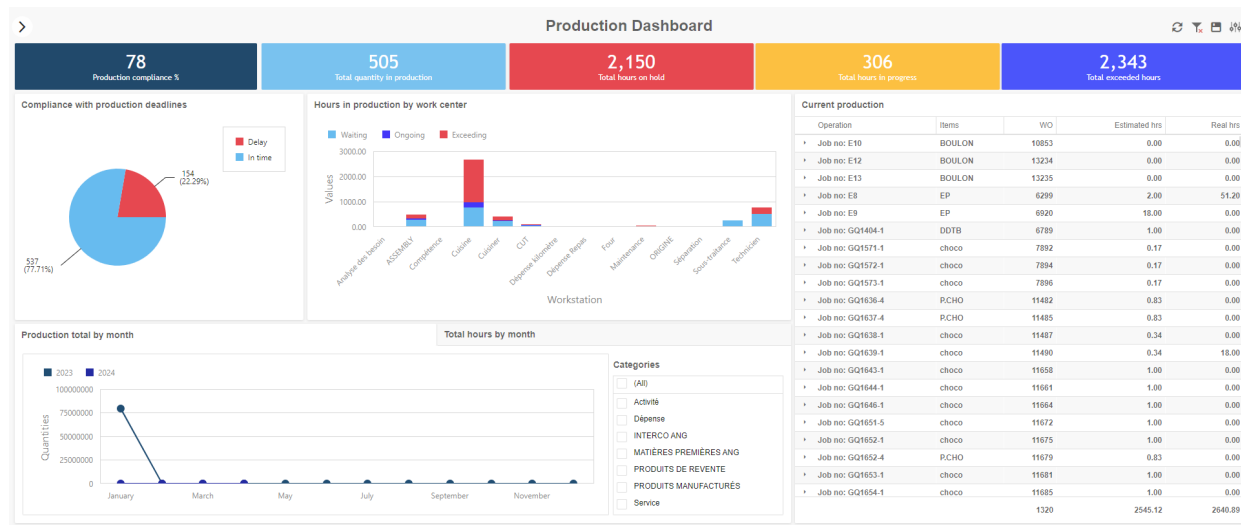 Production Dashboard
78
Production compliance %
505
Total quantity in production
2,150
Total hours on hold
306
Total hours in progress
2,343
Total exceeded hours
Compliance with production deadlines
Delay
In time
154
(22.29%)
537
(77.71%)
Hours in production by work center
Waiting Ongoing Exceeding
3000.00
2000.00
1000.00
0.00
Values
Analyse des besoin
ASSEMBLY
Compétence
Cuisine
Cuisiner
CUT
Dépense kilomètre
Dépense Repas
Four
Maintenance
ORIGINE
Séparation
Sous-traitance
Technicien
Workstation
Current production
Operation Items WO Estimated hrs Real hrs
Job no: E10 BOULON 10853 0.00 0.00
Job no: E12 BOULON 13234 0.00 0.00
Job no: E13 BOULON 13235 0.00 0.00
Job no: E8 EP 6299 2.00 51.20
Job no: E9 EP 6920 18.00 0.00
Job no: GQ1404-1 DDTB 6789 1.00 0.00
Job no: GQ1571-1 choco 7892 0.17 0.00
Job no: GQ1572-1 choco 7894 0.17 0.00
Job no: GQ1573-1 choco 7896 0.17 0.00
Job no: GQ1636-4 P.CHO 11482 0.83 0.00
Job no: GQ1637-4 P.CHO 11485 0.83 0.00
Job no: GQ1638-1 choco 11487 0.34 0.00
Job no: GQ1639-1 choco 11490 0.34 18.00
Job no: GQ1643-1 choco 11658 1.00 0.00
Job no: GQ1644-1 choco 11661 1.00 0.00
Job no: GQ1646-1 choco 11664 1.00 0.00
Job no: GQ1651-5 choco 11672 1.00 0.00
Job no: GQ1652-1 choco 11675 1.00 0.00
Job no: GQ1652-4 P.CHO 11679 0.83 0.00
Job no: GQ1653-1 choco 11681 1.00 0.00
Job no: GQ1654-1 choco 11685 1.00 0.00
1320 2545.12 2640.89
Production total by month
Total hours by month
2023 2024
100000000
75000000
50000000
25000000
0
Quantities
January March May July September November
Categories
(All)
Activité
Dépense
INTERCO ANG
MATIÈRES PREMIÈRES ANG
PRODUITS DE REVENTE
PRODUITS MANUFACTURÉS
Service